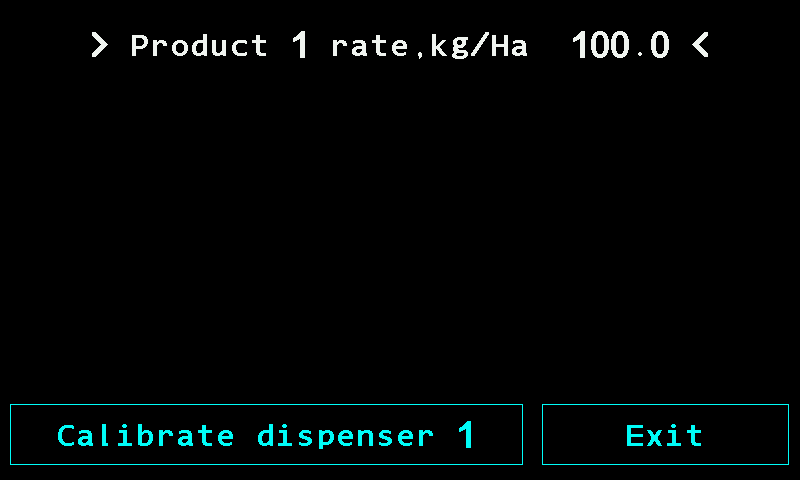 > Product 1 rate,kg/Ha 100.0 <
Calibrate dispenser 1
Exit